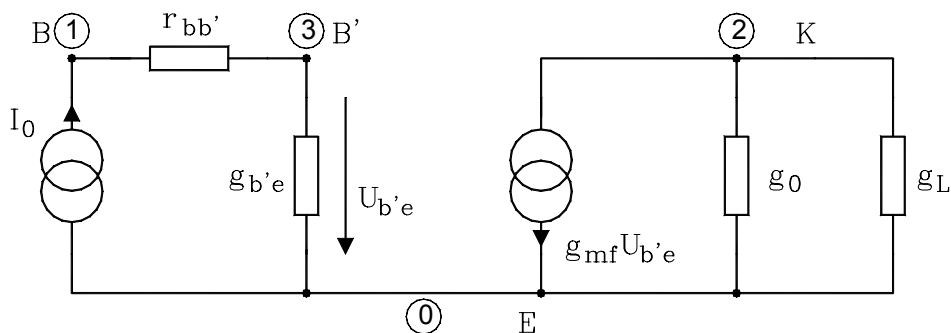 B 1 r_bb' 3 B' 2 K
I_0
g_b'e U_b'e g_mf U_b'e g_0 g_L
0 E